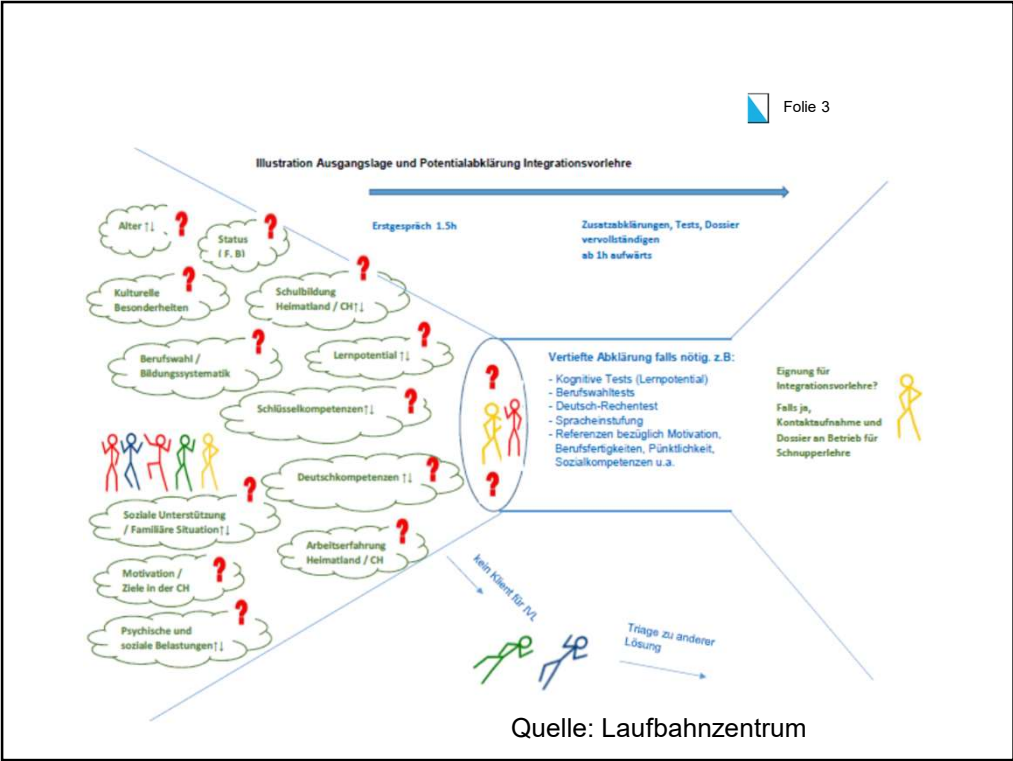 Folie 3
Illustration Ausgangslage und Potentialabklärung Integrationsvorlehre
Erstgespräch 1.5h
Zusatzabklärungen, Tests, Dossier
vervollständigen
ab 1h aufwärts
Alter ↑↓ ?
Status
( F, B) ?
Kulturelle
Besonderheiten ?
Schulbildung
Heimatland / CH↑↓ ?
Berufswahl /
Bildungssystematik ?
Lernpotential ↑↓ ?
Schlüsselkompetenzen↑↓ ?
Deutschkompetenzen ↑↓ ?
Soziale Unterstützung
/ Familiäre Situation↑↓ ?
Arbeitserfahrung
Heimatland / CH ?
Motivation /
Ziele in der CH ?
Psychische und
soziale Belastungen↑↓ ?
?
?
Vertiefte Abklärung falls nötig. z.B:
- Kognitive Tests (Lernpotential)
- Berufswahltests
- Deutsch-Rechentest
- Spracheinstufung
- Referenzen bezüglich Motivation,
Berufsfertigkeiten, Pünktlichkeit,
Sozialkompetenzen u.a.
Eignung für
Integrationsvorlehre?
Falls ja,
Kontaktaufnahme und
Dossier an Betrieb für
Schnupperlehre
kein Klient für IVL
Triage zu anderer
Lösung
Quelle: Laufbahnzentrum